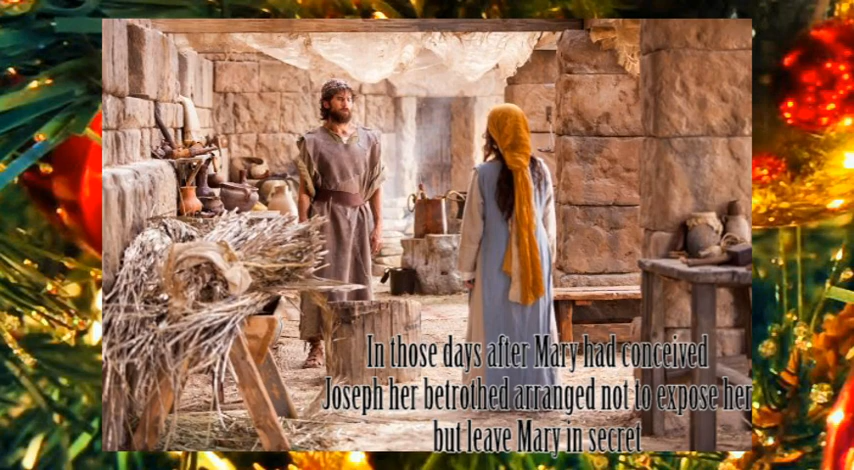 In those days after Mary had conceived
Joseph her betrothed arranged not to expose her
but leave Mary in secret